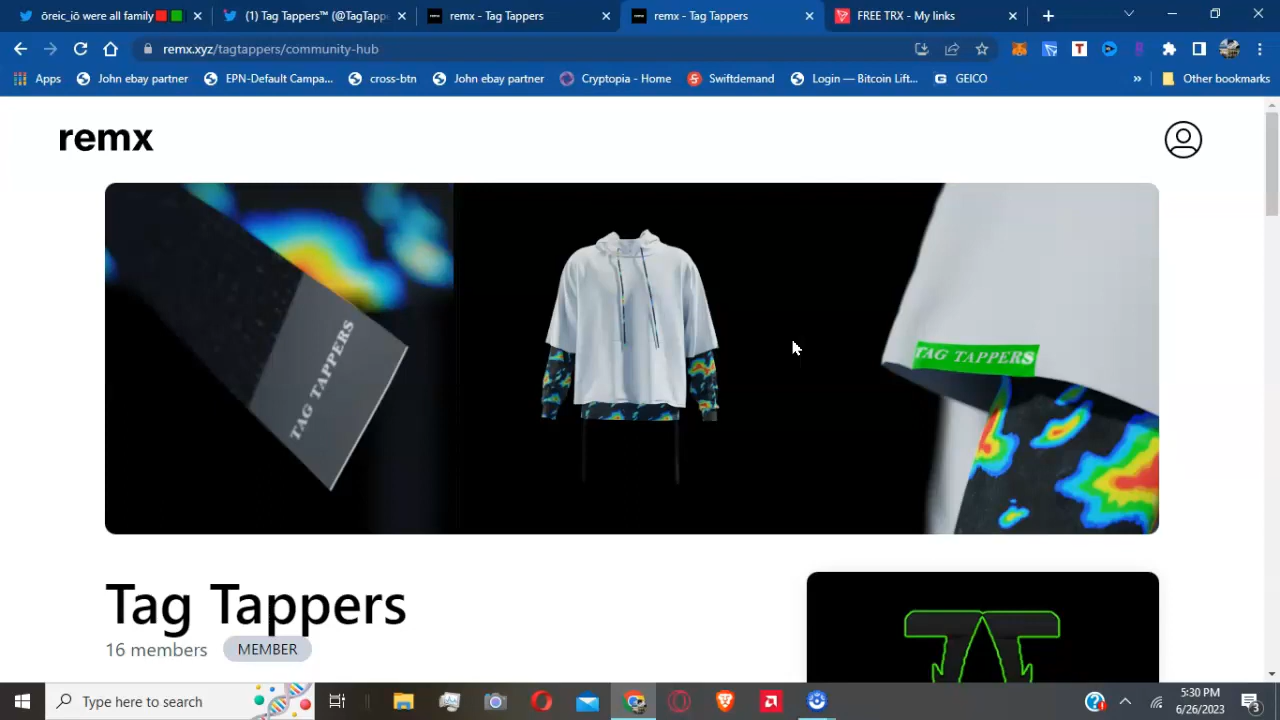 ōreic_iō were all family
(1) Tag Tappers™ (@TagTapp
remx - Tag Tappers
remx - Tag Tappers
FREE TRX - My links
remx.xyz/tagtappers/community-hub
Apps
John ebay partner
EPN-Default Campa...
cross-btn
John ebay partner
Cryptopia - Home
Swiftdemand
Login — Bitcoin Lift...
GEICO
»
Other bookmarks
remx
TAG TAPPERS
TAG TAPPERS
Tag Tappers
16 members
MEMBER
Type here to search
5:30 PM
6/26/2023
3